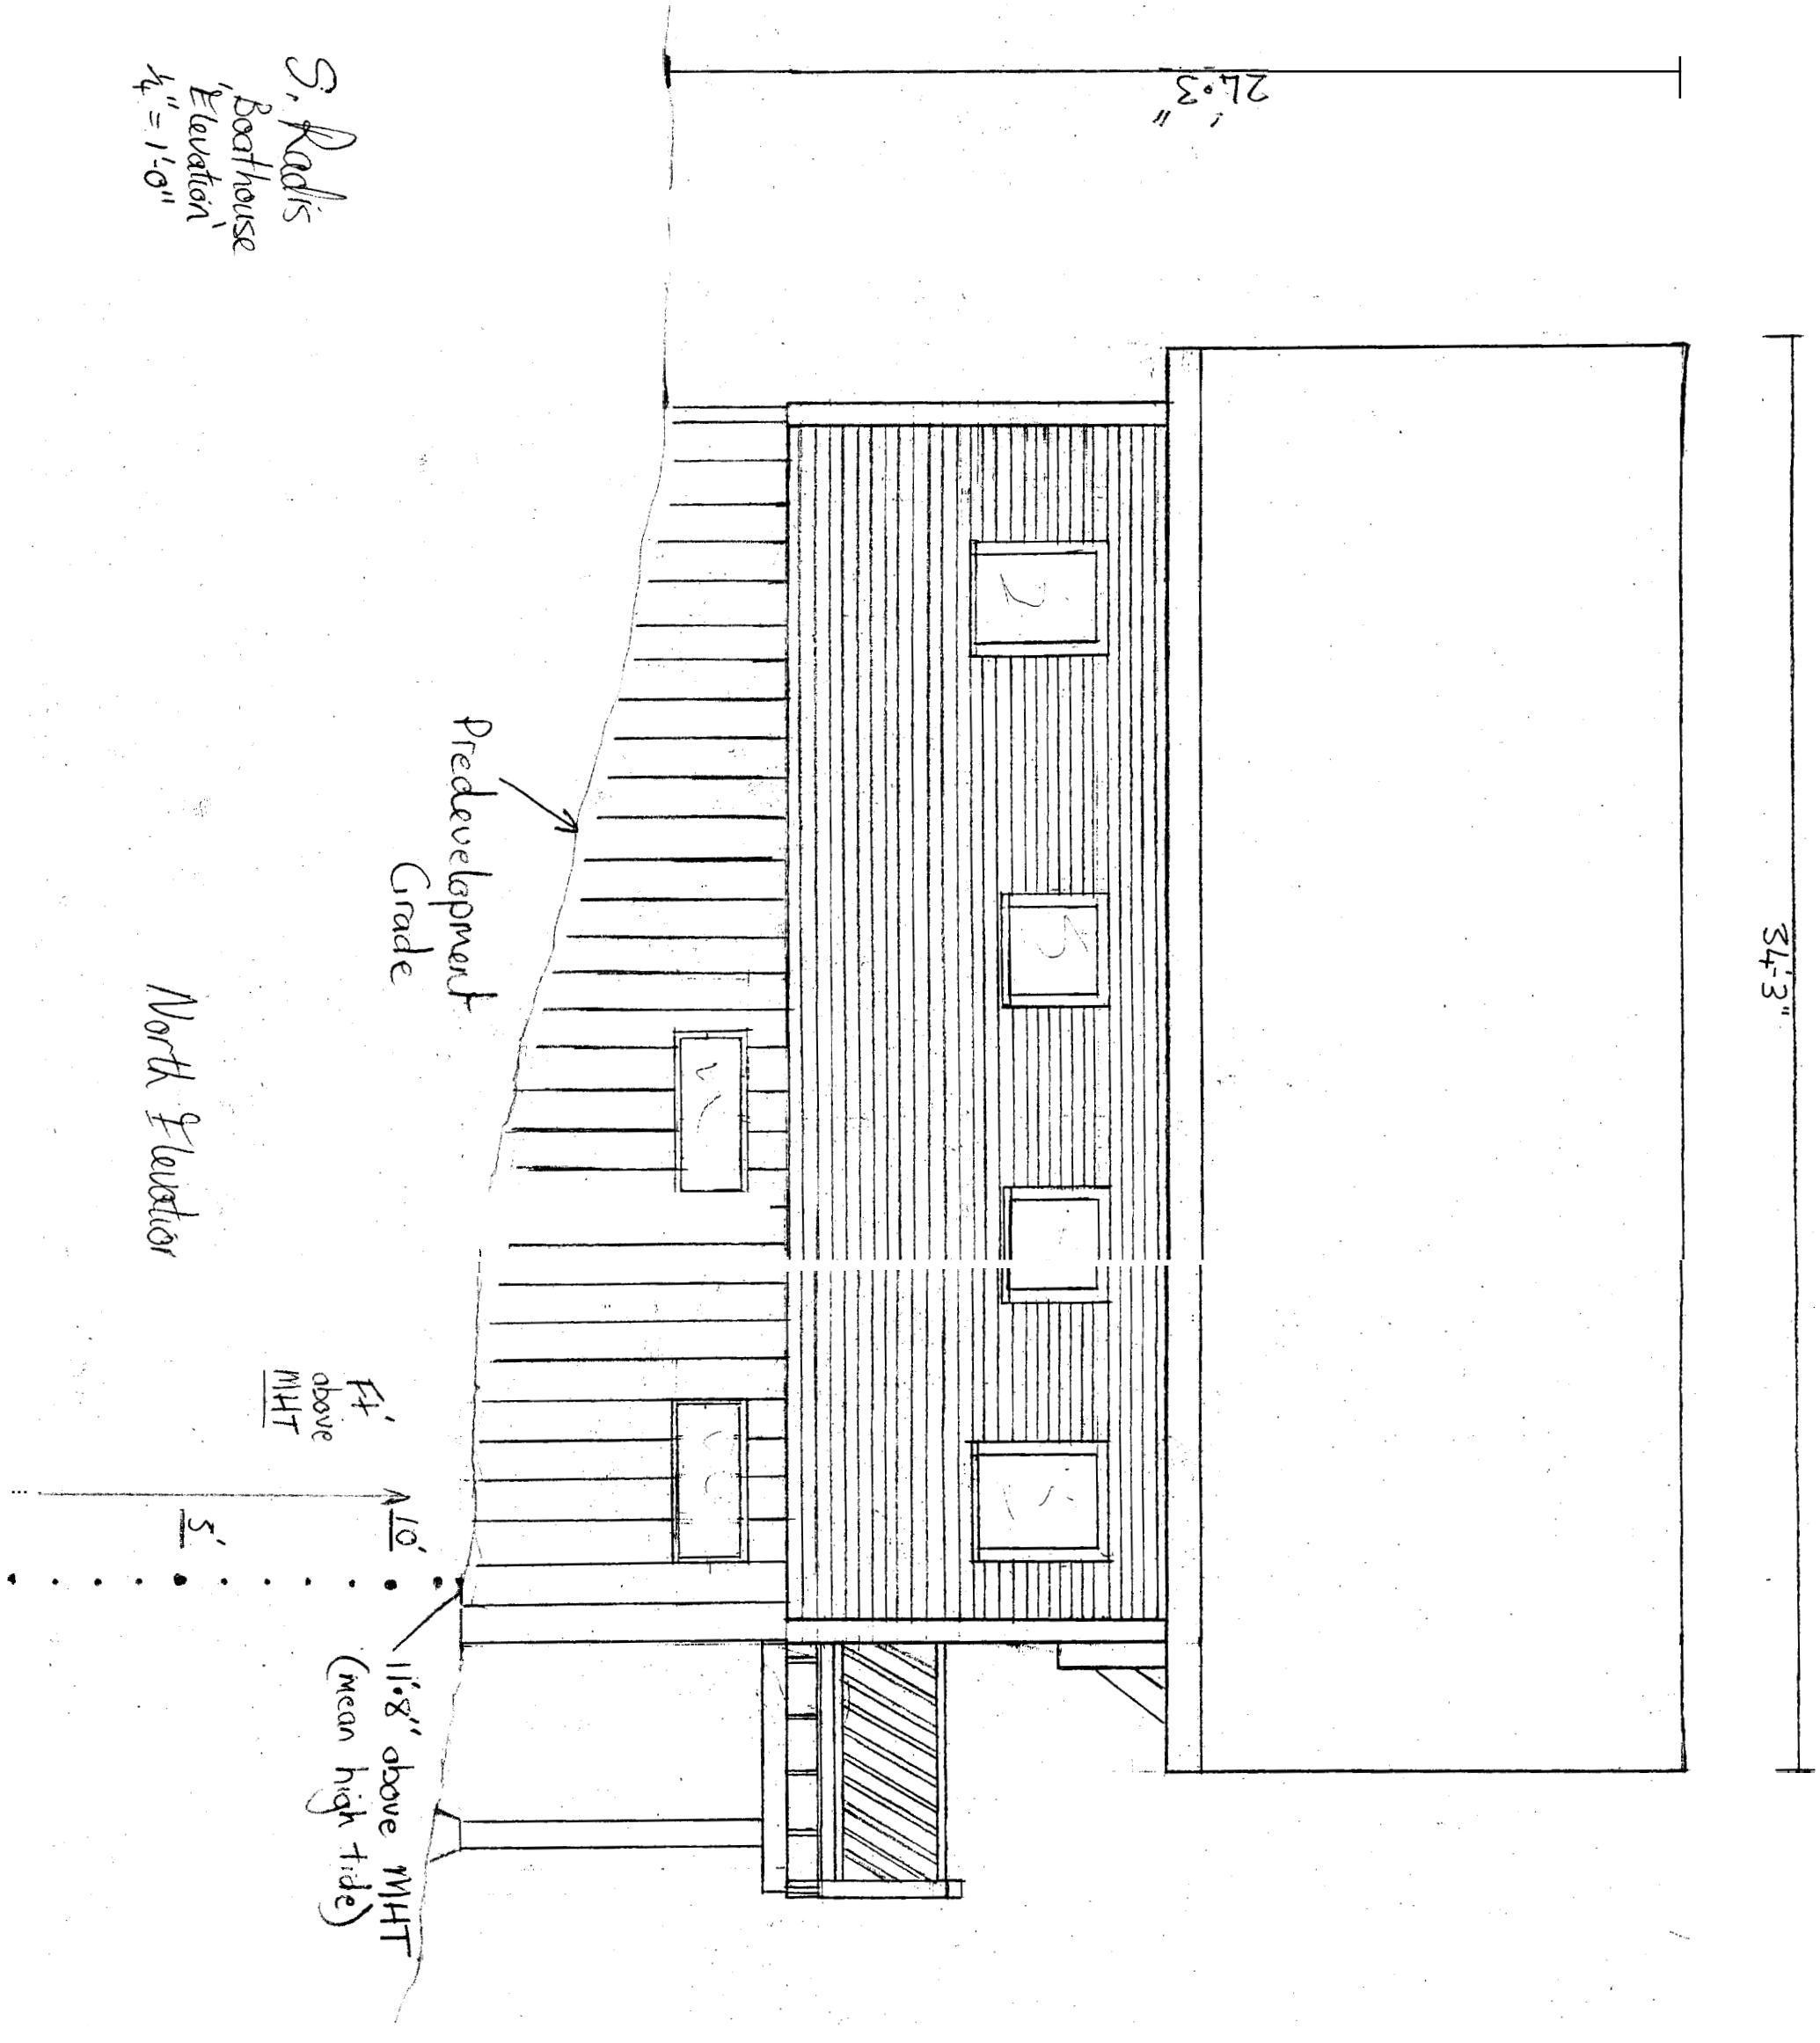 34'-3"
24'-3"
Predevelopment
Grade
S. Radis
Boathouse
Elevation
1/4" = 1'-0"
North Elevation
Ft'
above
MHT
10'
5'
11'-8" above MHT
(mean high tide)